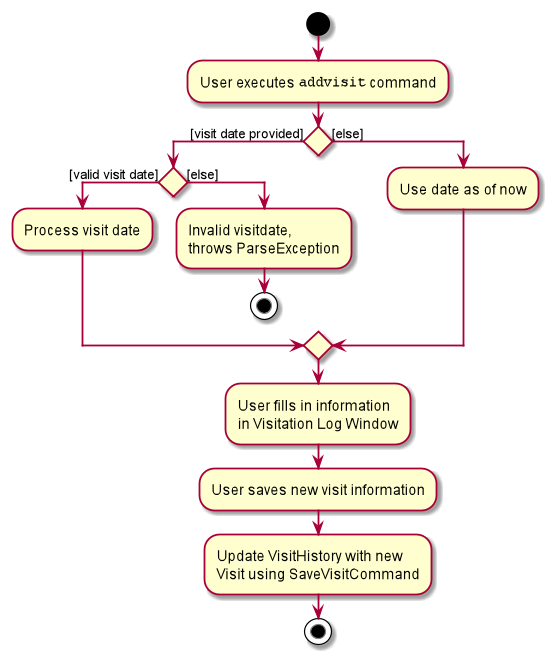 User executes addvisit command
[visit date provided]
[else]
[valid visit date]
[else]
Use date as of now
Process visit date
Invalid visitdate,
throws ParseException
User fills in information
in Visitation Log Window
User saves new visit information
Update VisitHistory with new
Visit using SaveVisitCommand